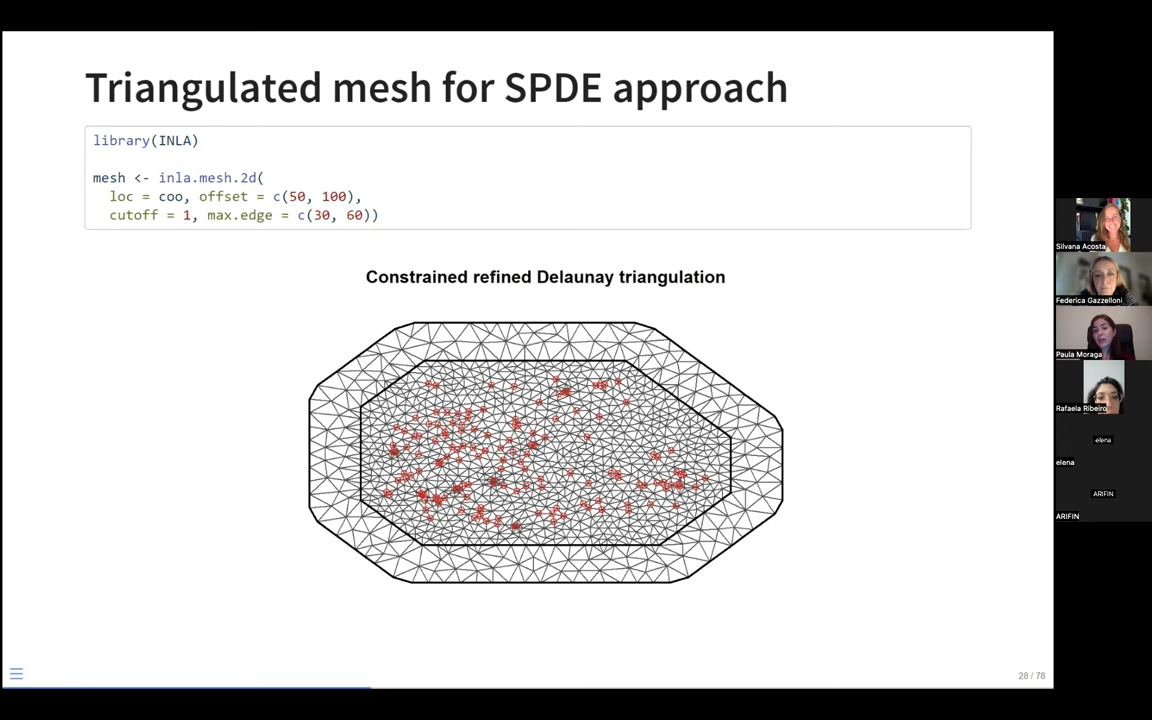 Triangulated mesh for SPDE approach
library(INLA)
mesh <- inla.mesh.2d(
loc = coo, offset = c(50, 100),
cutoff = 1, max.edge = c(30, 60))
Constrained refined Delaunay triangulation
28 / 78
Silvana Acosta
Federica Gazzelloni
Paula Moraga
Rafaela Ribeiro
elena
elena
ARIFIN
ARIFIN